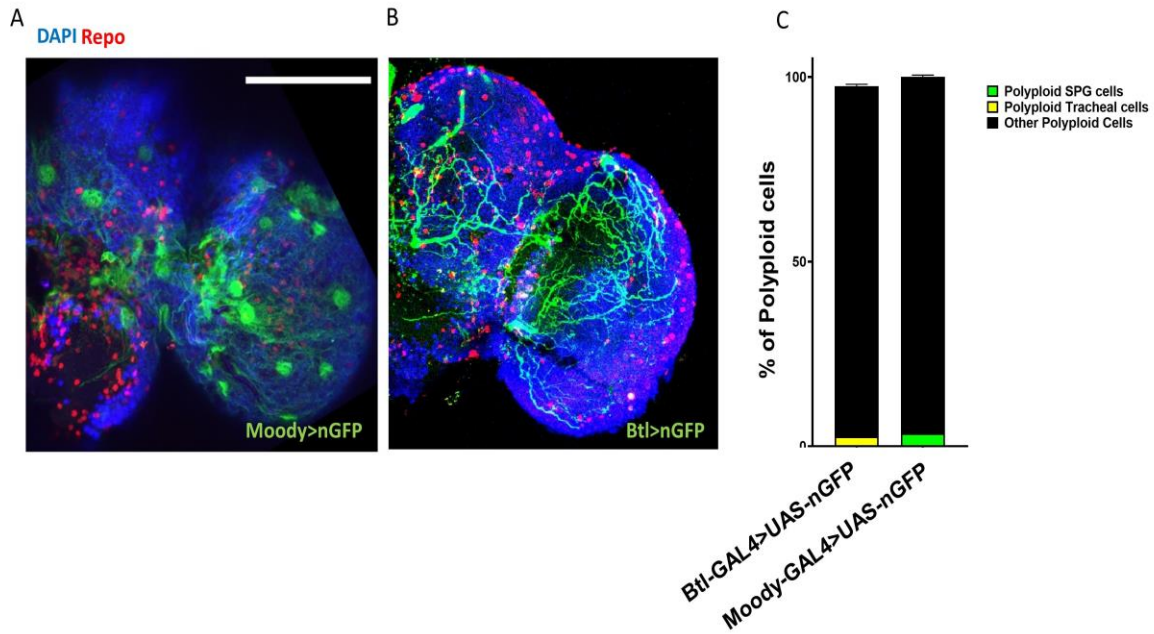 A
DAPI Repo
Moody>nGFP
B
Btl>nGFP
C
% of Polyploid cells
100
50
0
Btl-GAL4>UAS-nGFP
Moody-GAL4>UAS-nGFP
Polyploid SPG cells
Polyploid Tracheal cells
Other Polyploid Cells